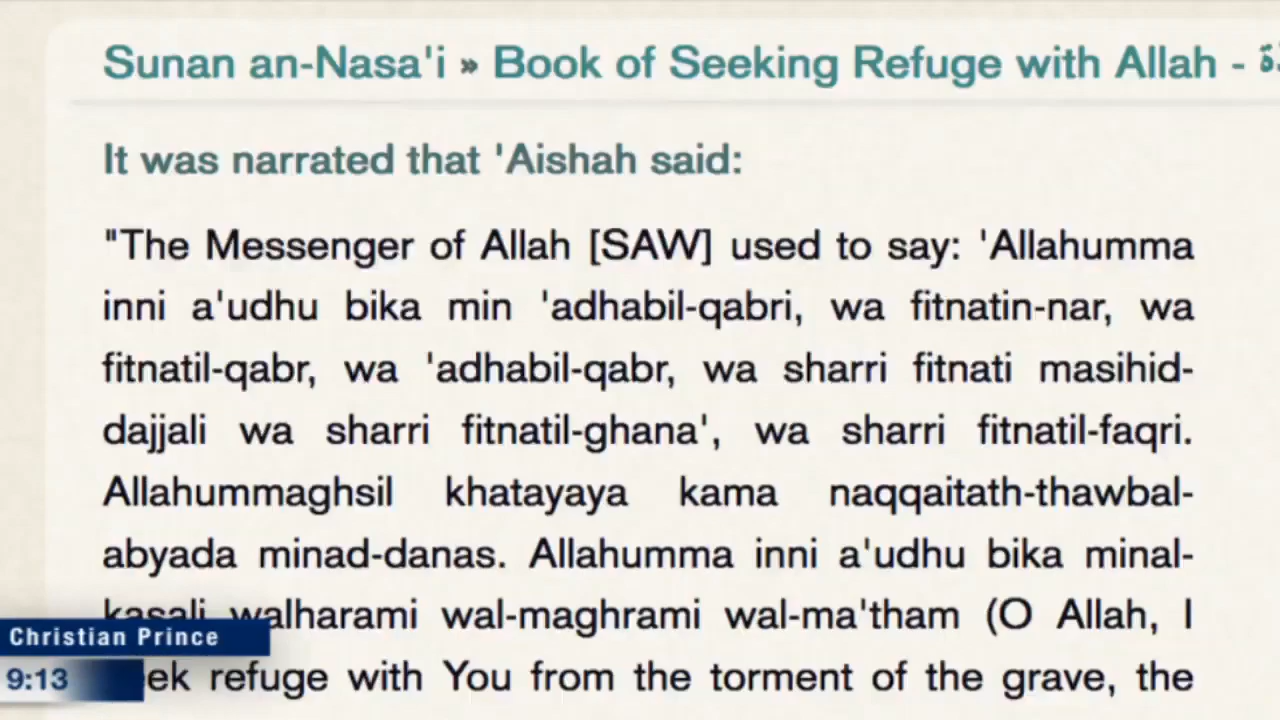 Sunan an-Nasa'i » Book of Seeking Refuge with Allah -
It was narrated that 'Aishah said:
"The Messenger of Allah [SAW] used to say: 'Allahumma
inni a'udhu bika min 'adhabil-qabri, wa fitnatin-nar, wa
fitnatil-qabr, wa 'adhabil-qabr, wa sharri fitnati masihid-
dajjali wa sharri fitnatil-ghana', wa sharri fitnatil-faqri.
Allahummaghsil khatayaya kama naqqaitath-thawbal-
abyada minad-danas. Allahumma inni a'udhu bika minal-
kasali walharami wal-maghrami wal-ma'tham (O Allah, I
refuge with You from the torment of the grave, the
Christian Prince
9:13